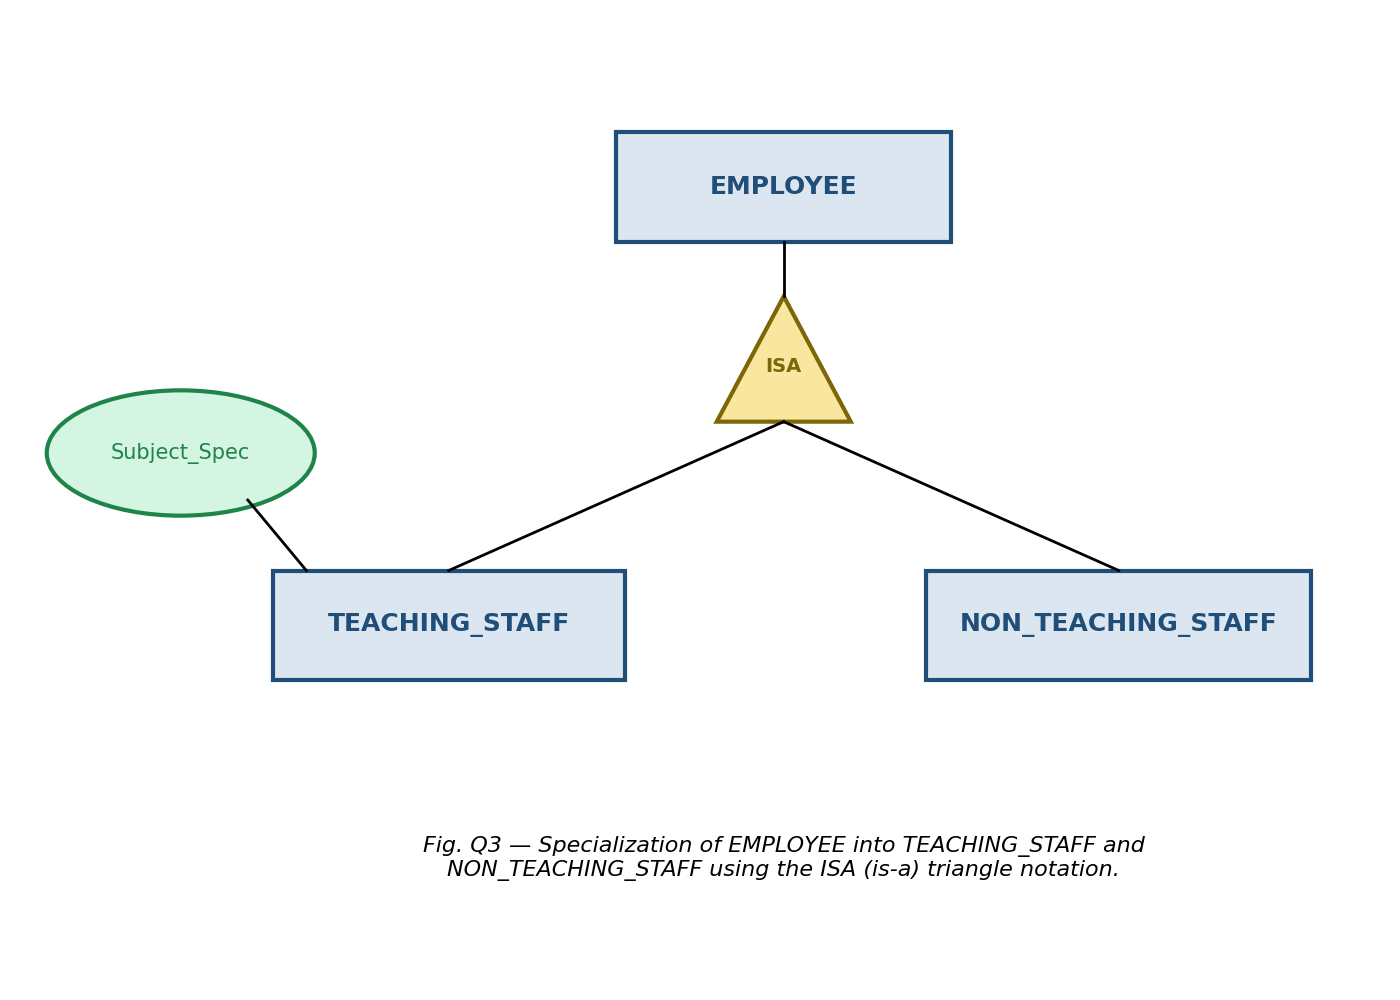 EMPLOYEE
ISA
Subject_Spec
TEACHING_STAFF
NON_TEACHING_STAFF
Fig. Q3 — Specialization of EMPLOYEE into TEACHING_STAFF and
NON_TEACHING_STAFF using the ISA (is-a) triangle notation.